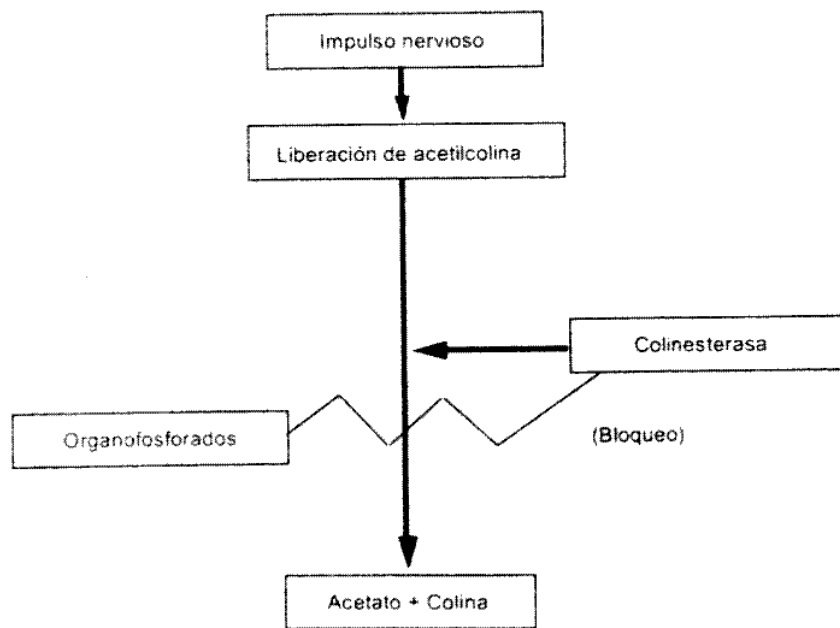 Impulso nervioso
Liberación de acetilcolina
Colinesterasa
Organofosforados
(Bloqueo)
Acetato + Colina